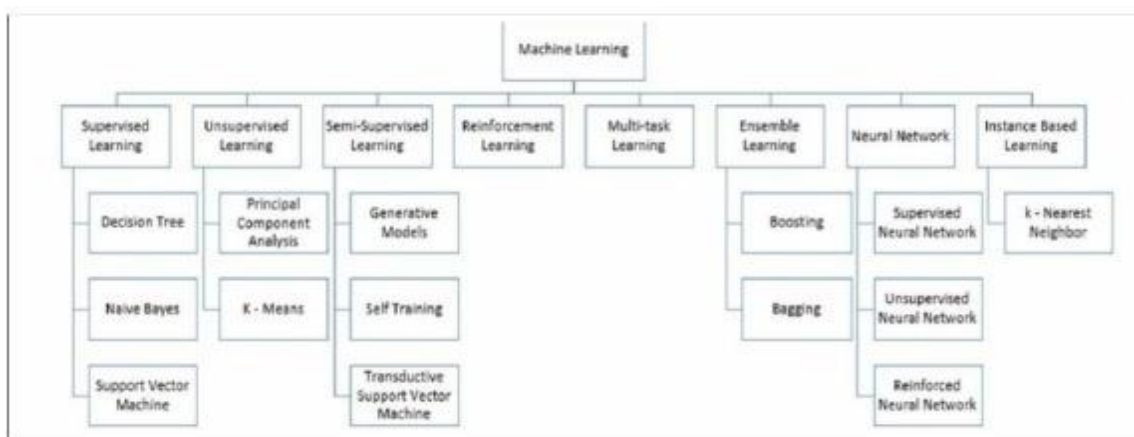 Machine Learning
Supervised
Learning
Unsupervised
Learning
Semi-Supervised
Learning
Reinforcement
Learning
Multi-task
Learning
Ensemble
Learning
Neural Network
Instance Based
Learning
Decision Tree
Principal
Component
Analysis
Generative
Models
Boosting
Supervised
Neural Network
k - Nearest
Neighbor
Naive Bayes
K - Means
Self Training
Bagging
Unsupervised
Neural Network
Support Vector
Machine
Transductive
Support Vector
Machine
Reinforced
Neural Network